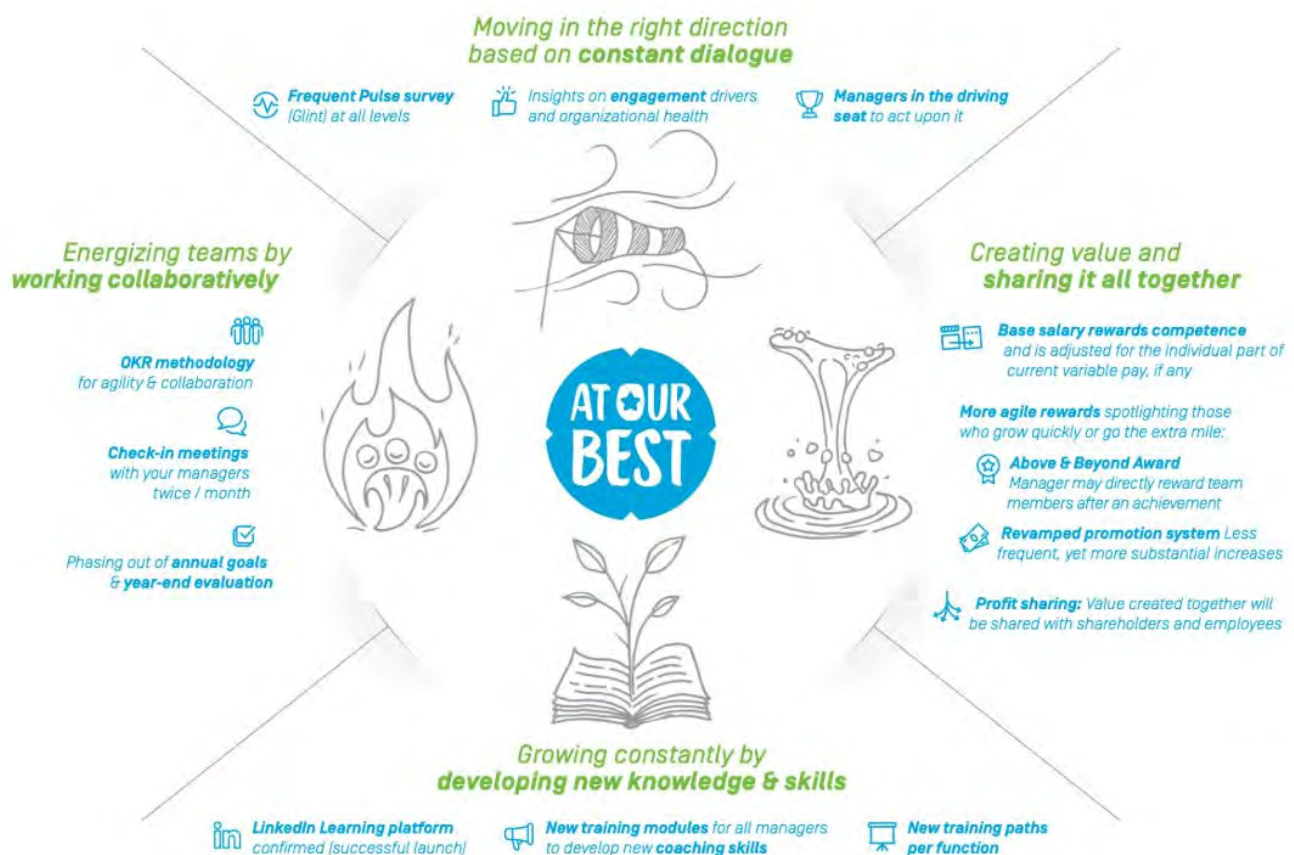 Moving in the right direction
based on constant dialogue
Frequent Pulse survey
(Glint) at all levels
Insights on engagement drivers
and organizational health
Managers in the driving
seat to act upon it
Energizing teams by
working collaboratively
OKR methodology
for agility & collaboration
Check-in meetings
with your managers
twice / month
Phasing out of annual goals
& year-end evaluation
AT OUR
BEST
Creating value and
sharing it all together
Base salary rewards competence
and is adjusted for the individual part of
current variable pay, if any
More agile rewards spotlighting those
who grow quickly or go the extra mile:
Above & Beyond Award
Manager may directly reward team
members after an achievement
Revamped promotion system Less
frequent, yet more substantial increases
Profit sharing: Value created together will
be shared with shareholders and employees
Growing constantly by
developing new knowledge & skills
in
LinkedIn Learning platform
confirmed (successful launch)
New training modules for all managers
to develop new coaching skills
New training paths
per function